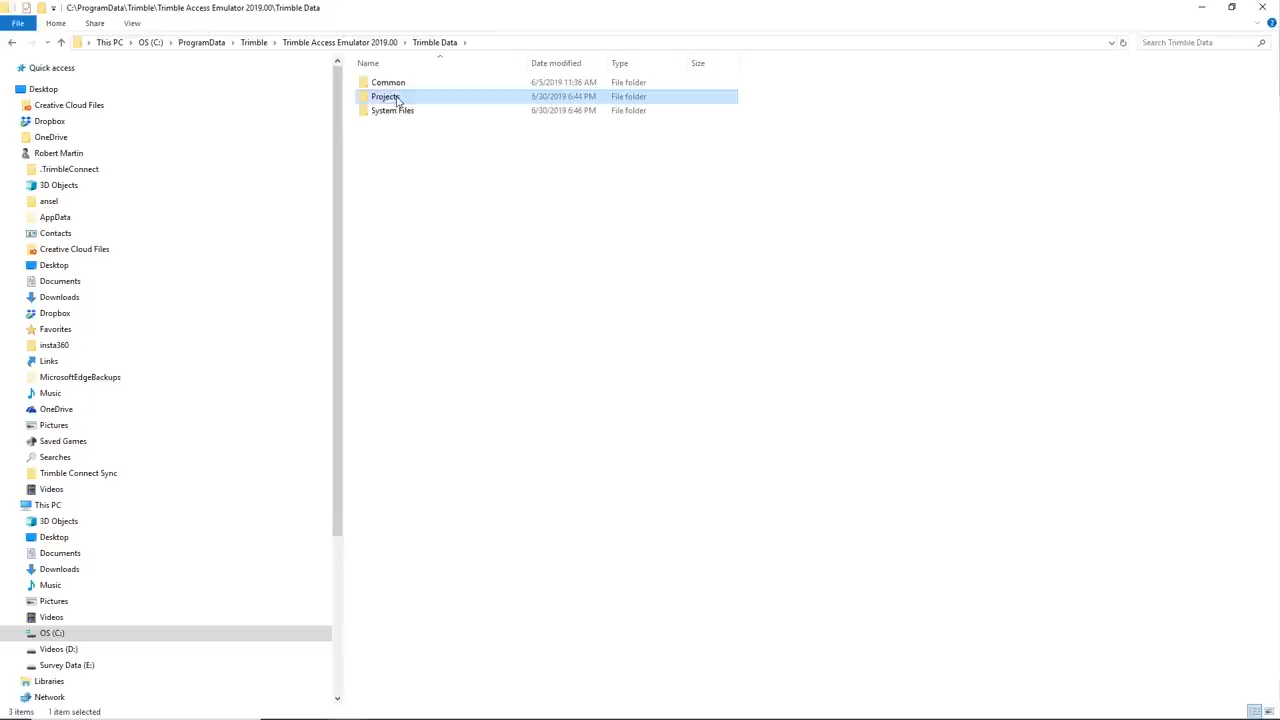 C:\ProgramData\Trimble\Trimble Access Emulator 2019.00\Trimble Data
File Home Share View
This PC OS (C:) ProgramData Trimble Trimble Access Emulator 2019.00 Trimble Data Search Trimble Data
Name Date modified Type Size
Common 6/5/2019 11:36 AM File folder
Projects 6/30/2019 6:44 PM File folder
System Files 6/30/2019 6:46 PM File folder
Quick access
Desktop
Creative Cloud Files
Dropbox
OneDrive
Robert Martin
.TrimbleConnect
3D Objects
ansel
AppData
Contacts
Creative Cloud Files
Desktop
Documents
Downloads
Dropbox
Favorites
insta360
Links
MicrosoftEdgeBackups
Music
OneDrive
Pictures
Saved Games
Searches
Trimble Connect Sync
Videos
This PC
3D Objects
Desktop
Documents
Downloads
Music
Pictures
Videos
OS (C:)
Videos (D:)
Survey Data (E:)
Libraries
Network
3 items 1 item selected